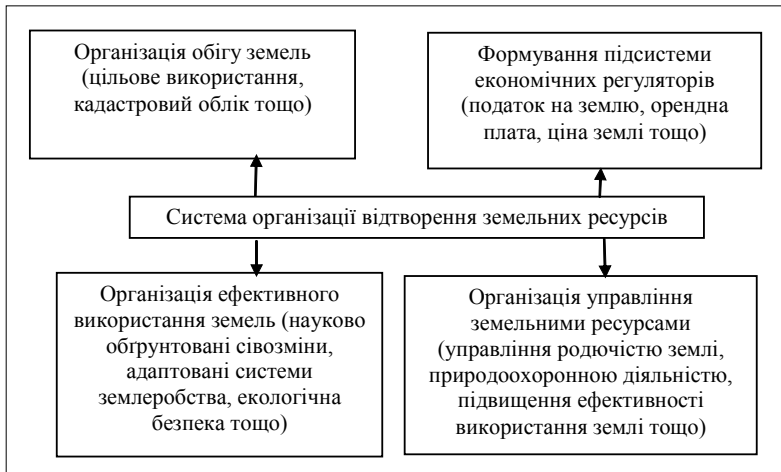 Організація обігу земель
(цільове використання,
кадастровий облік тощо)
Формування підсистеми
економічних регуляторів
(податок на землю, орендна
плата, ціна землі тощо)
Система організації відтворення земельних ресурсів
Організація ефективного
використання земель (науково
обґрунтовані сівозміни,
адаптовані системи
землеробства, екологічна
безпека тощо)
Організація управління
земельними ресурсами
(управління родючістю землі,
природоохоронною діяльністю,
підвищення ефективності
використання землі тощо)